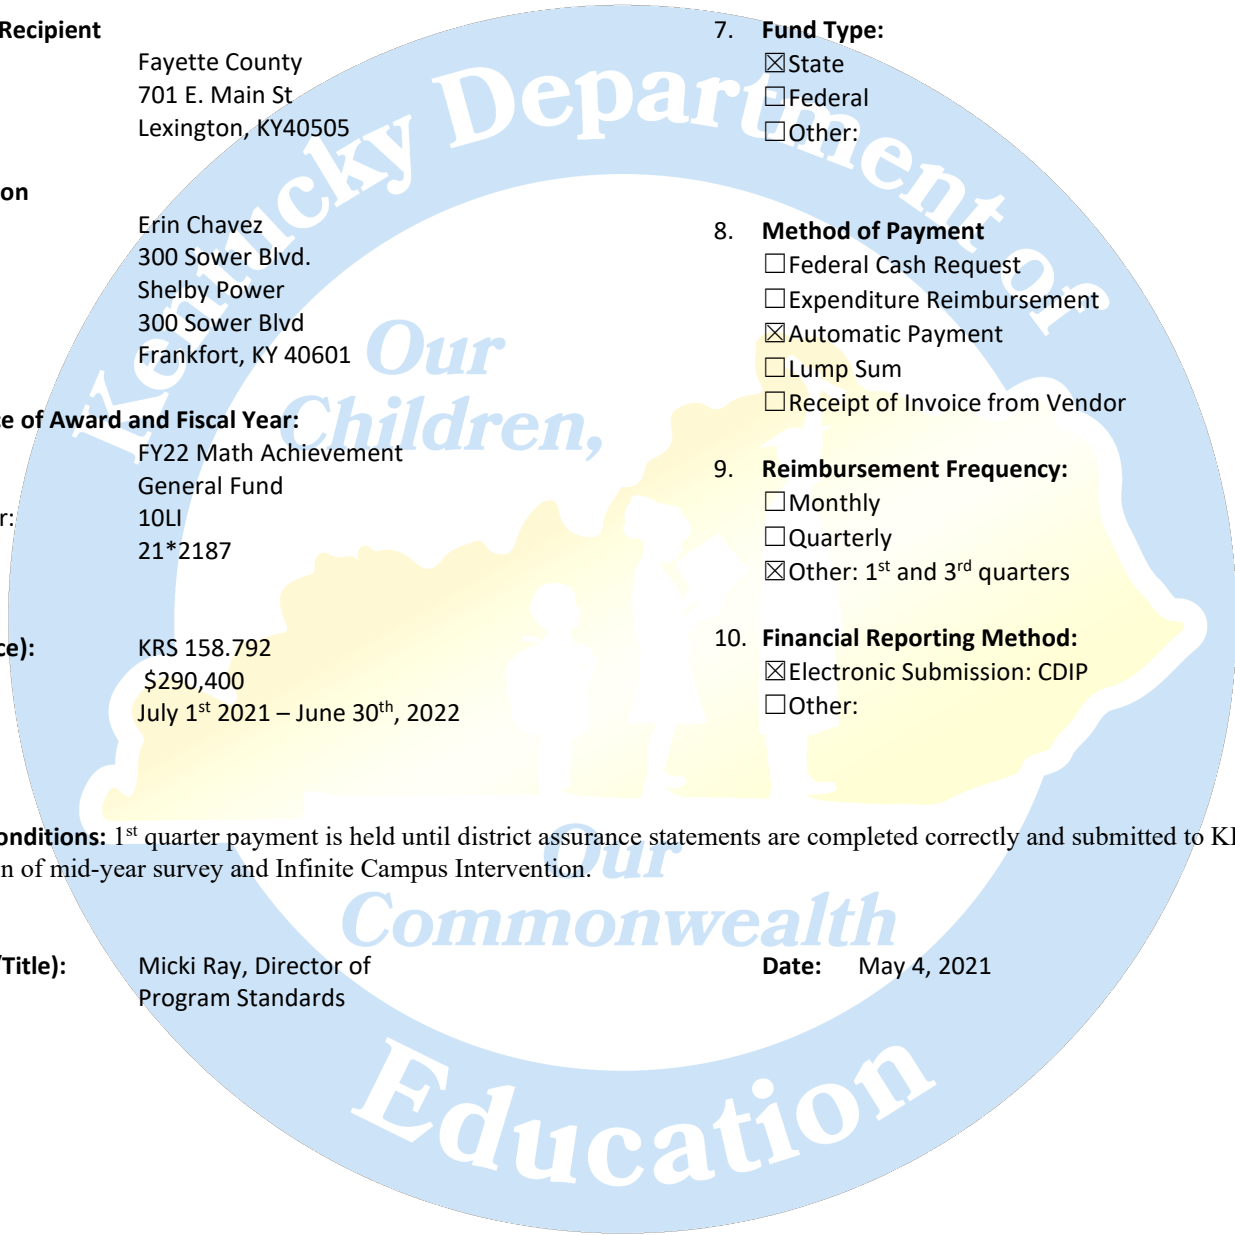 Recipient
Fayette County
701 E. Main St
Lexington, KY40505
on
Erin Chavez
300 Sower Blvd.
Shelby Power
300 Sower Blvd
Frankfort, KY 40601
e of Award and Fiscal Year:
FY22 Math Achievement
General Fund
r: 10LI
21*2187
ce): KRS 158.792
$290,400
July 1st 2021 – June 30th, 2022
7. Fund Type:
☒State
☐Federal
☐Other:
8. Method of Payment
☐Federal Cash Request
☐Expenditure Reimbursement
☒Automatic Payment
☐Lump Sum
☐Receipt of Invoice from Vendor
9. Reimbursement Frequency:
☐Monthly
☐Quarterly
☒Other: 1st and 3rd quarters
10. Financial Reporting Method:
☒Electronic Submission: CDIP
☐Other:
onditions: 1st quarter payment is held until district assurance statements are completed correctly and submitted to KI
n of mid-year survey and Infinite Campus Intervention.
/Title): Micki Ray, Director of
Program Standards
Date: May 4, 2021
Kentucky Department of
Education
Our
Children,
Our
Commonwealth